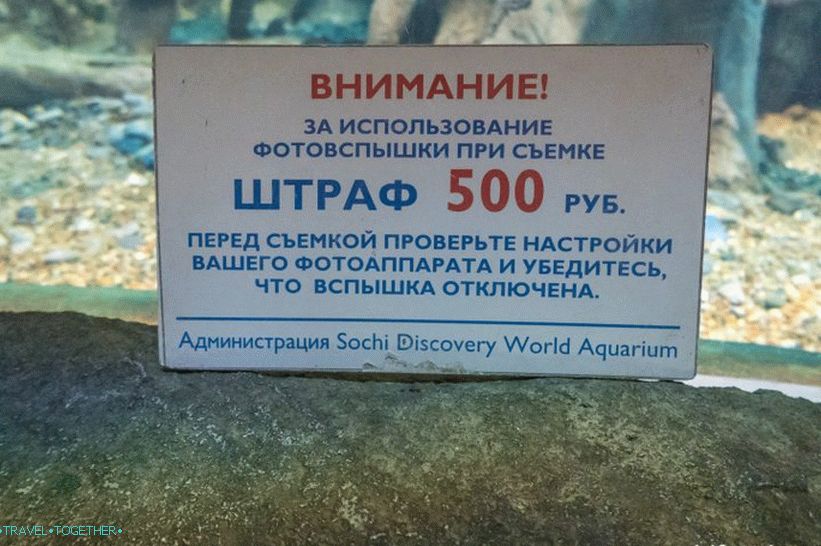 ВНИМАНИЕ!
ЗА ИСПОЛЬЗОВАНИЕ
ФОТОВСПЫШКИ ПРИ СЪЕМКЕ
ШТРАФ 500 РУБ.
ПЕРЕД СЪЕМКОЙ ПРОВЕРЬТЕ НАСТРОЙКИ
ВАШЕГО ФОТОАППАРАТА И УБЕДИТЕСЬ,
ЧТО ВСПЫШКА ОТКЛЮЧЕНА.
Администрация Sochi Discovery World Aquarium
•TRAVEL•TOGETHER•